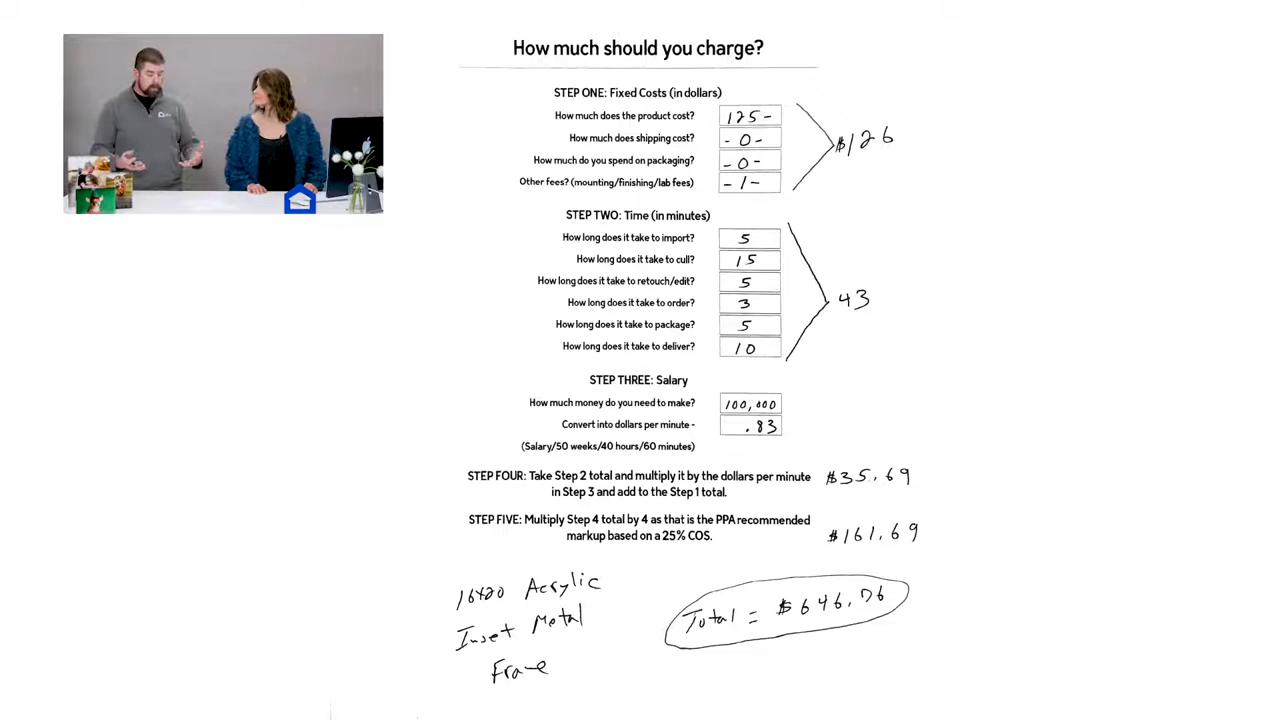 How much should you charge?
STEP ONE: Fixed Costs (in dollars)
How much does the product cost? 125-
How much does shipping cost? -0-
How much do you spend on packaging? -0-
Other fees? (mounting/finishing/lab fees) -1-
$126
STEP TWO: Time (in minutes)
How long does it take to import? 5
How long does it take to cull? 15
How long does it take to retouch/edit? 5
How long does it take to order? 3
43
How long does it take to package? 5
How long does it take to deliver? 10
STEP THREE: Salary
How much money do you need to make? 100,000
Convert into dollars per minute - .83
(Salary/50 weeks/40 hours/60 minutes)
STEP FOUR: Take Step 2 total and multiply it by the dollars per minute $35.69
in Step 3 and add to the Step 1 total.
STEP FIVE: Multiply Step 4 total by 4 as that is the PPA recommended
markup based on a 25% COS. $161.69
16x20 Acrylic
Inset Metal
Frame
Total = $646.76